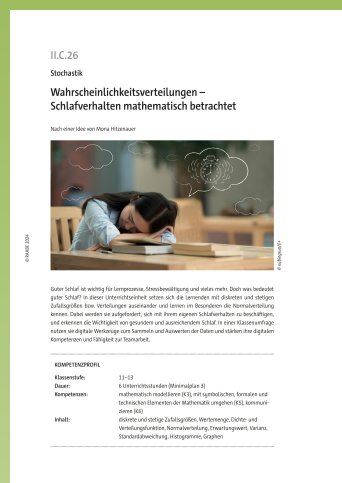 II.C.26
Stochastik
Wahrscheinlichkeitsverteilungen –
Schlafverhalten mathematisch betrachtet
Nach einer Idee von Mona Hitzenauer
© RAABE 2024
Guter Schlaf ist wichtig für Lernprozesse, Stressbewältigung und vieles mehr. Doch was bedeutet
guter Schlaf? In dieser Unterrichtseinheit setzen sich die Lernenden mit diskreten und stetigen
Zufallsgrößen bzw. Verteilungen auseinander und lernen im Besonderen die Normalverteilung
kennen. Dabei werden sie aufgefordert, sich mit ihrem eigenen Schlafverhalten zu beschäftigen,
und erkennen die Wichtigkeit von gesundem und ausreichendem Schlaf. In einer Klassenumfrage
nutzen sie digitale Werkzeuge zum Sammeln und Auswerten der Daten und stärken ihre digitalen
Kompetenzen und Fähigkeit zur Teamarbeit.
KOMPETENZPROFIL
Klassenstufe: 11–13
Dauer: 6 Unterrichtsstunden (Minimalplan 3)
Kompetenzen: mathematisch modellieren (K3), mit symbolischen, formalen und
technischen Elementen der Mathematik umgehen (K5), kommuni-
zieren (K6)
Inhalt: diskrete und stetige Zufallsgrößen, Wertemenge, Dichte- und
Verteilungsfunktion, Normalverteilung, Erwartungswert, Varianz,
Standardabweichung, Histogramme, Graphen